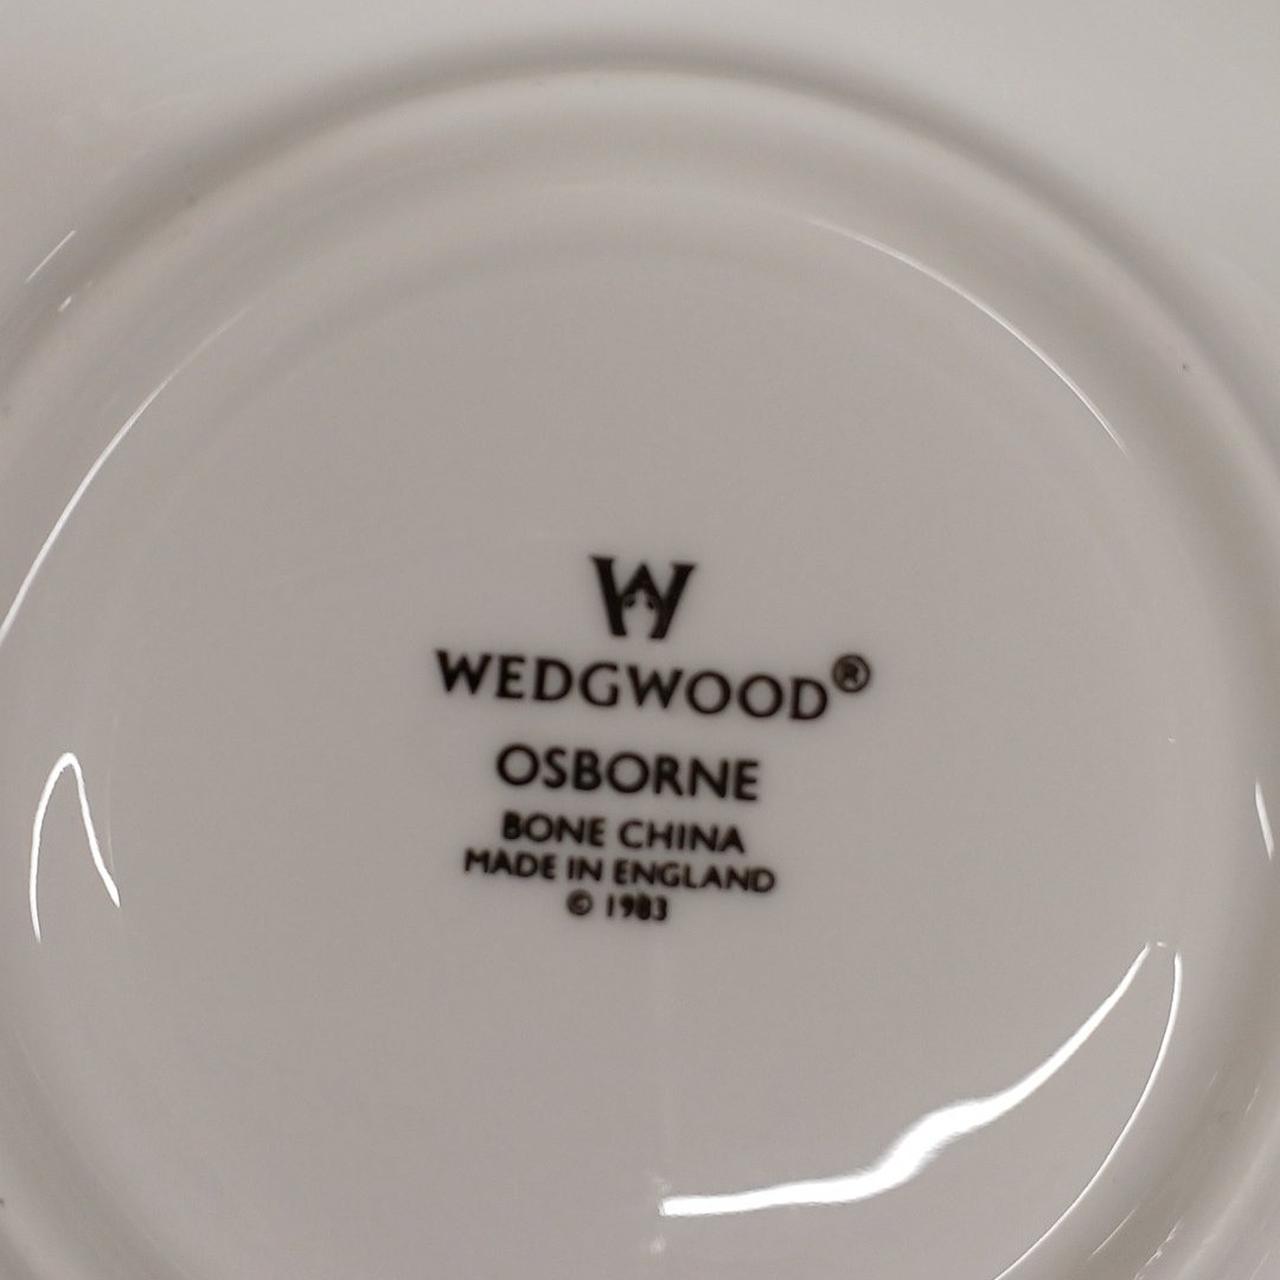 W
WEDGWOOD®
OSBORNE
BONE CHINA
MADE IN ENGLAND
© 1983